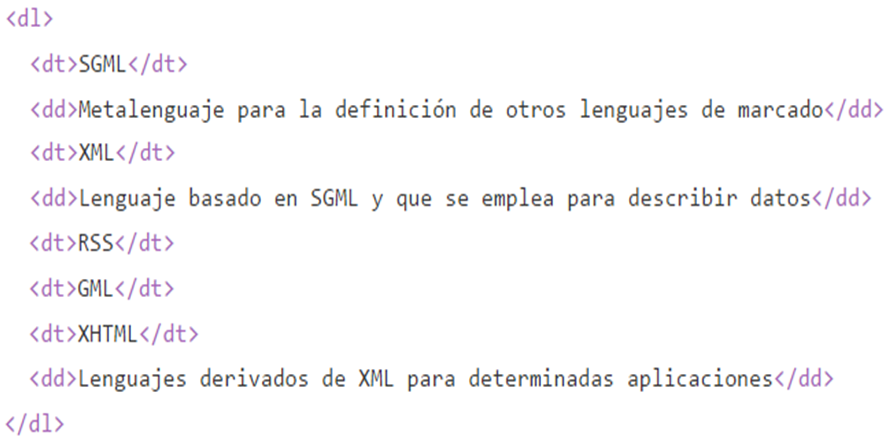 <dl>
<dt>SGML</dt>
<dd>Metalenguaje para la definición de otros lenguajes de marcado</dd>
<dt>XML</dt>
<dd>Lenguaje basado en SGML y que se emplea para describir datos</dd>
<dt>RSS</dt>
<dt>GML</dt>
<dt>XHTML</dt>
<dd>Lenguajes derivados de XML para determinadas aplicaciones</dd>
</dl>